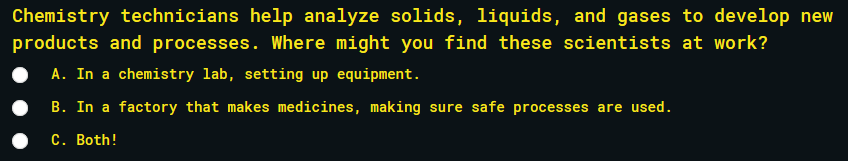 Chemistry technicians help analyze solids, liquids, and gases to develop new
products and processes. Where might you find these scientists at work?
A. In a chemistry lab, setting up equipment.
B. In a factory that makes medicines, making sure safe processes are used.
C. Both!